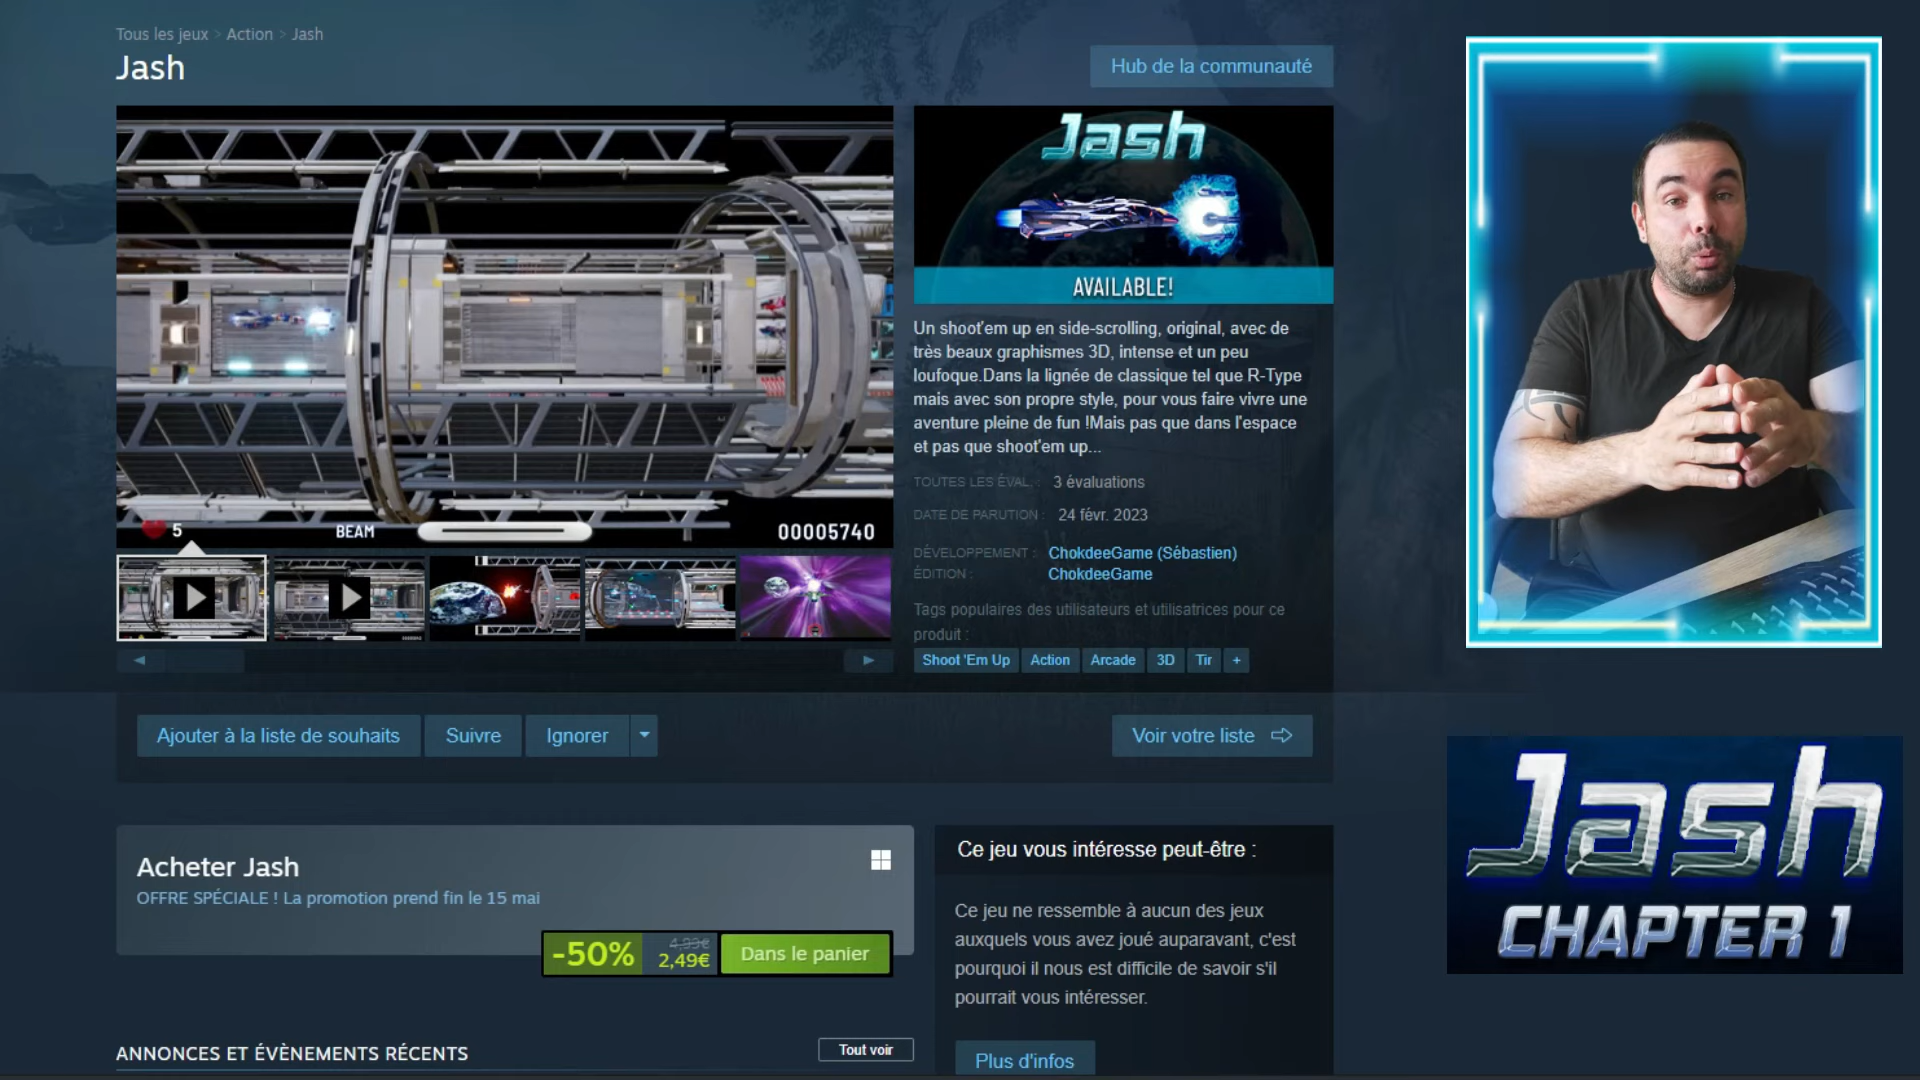 Tous les jeux > Action > Jash
Jash
Hub de la communauté
5
BEAM
00005740
Jash
AVAILABLE!
Un shoot'em up en side-scrolling, original, avec de
très beaux graphismes 3D, intense et un peu
loufoque.Dans la lignée de classique tel que R-Type
mais avec son propre style, pour vous faire vivre une
aventure pleine de fun !Mais pas que dans l'espace
et pas que shoot'em up...
TOUTES LES ÉVAL. : 3 évaluations
DATE DE PARUTION : 24 févr. 2023
DÉVELOPPEMENT : ChokdeeGame (Sébastien)
ÉDITION : ChokdeeGame
Tags populaires des utilisateurs et utilisatrices pour ce
produit :
Shoot 'Em Up Action Arcade 3D Tir +
Ajouter à la liste de souhaits Suivre Ignorer
Voir votre liste
Acheter Jash
OFFRE SPÉCIALE ! La promotion prend fin le 15 mai
-50%
4,99€
2,49€
Dans le panier
Ce jeu vous intéresse peut-être :
Ce jeu ne ressemble à aucun des jeux
auxquels vous avez joué auparavant, c'est
pourquoi il nous est difficile de savoir s'il
pourrait vous intéresser.
Plus d'infos
ANNONCES ET ÉVÈNEMENTS RÉCENTS
Tout voir
Jash
CHAPTER 1